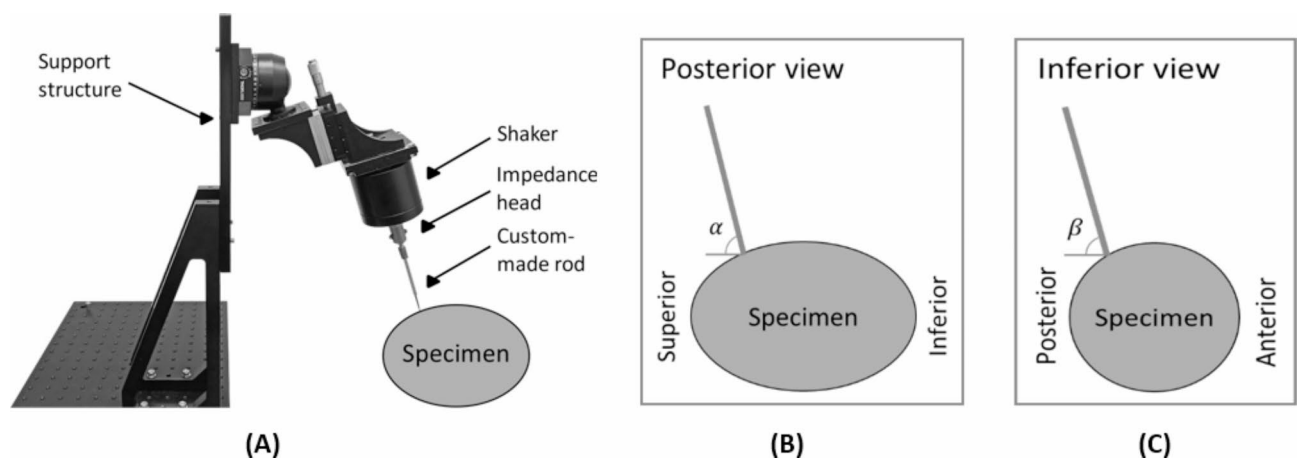 Support
structure
Shaker
Impedance
head
Custom-
made rod
Specimen
(A)
Posterior view
α
Superior
Specimen
Inferior
(B)
Inferior view
β
Posterior
Specimen
Anterior
(C)